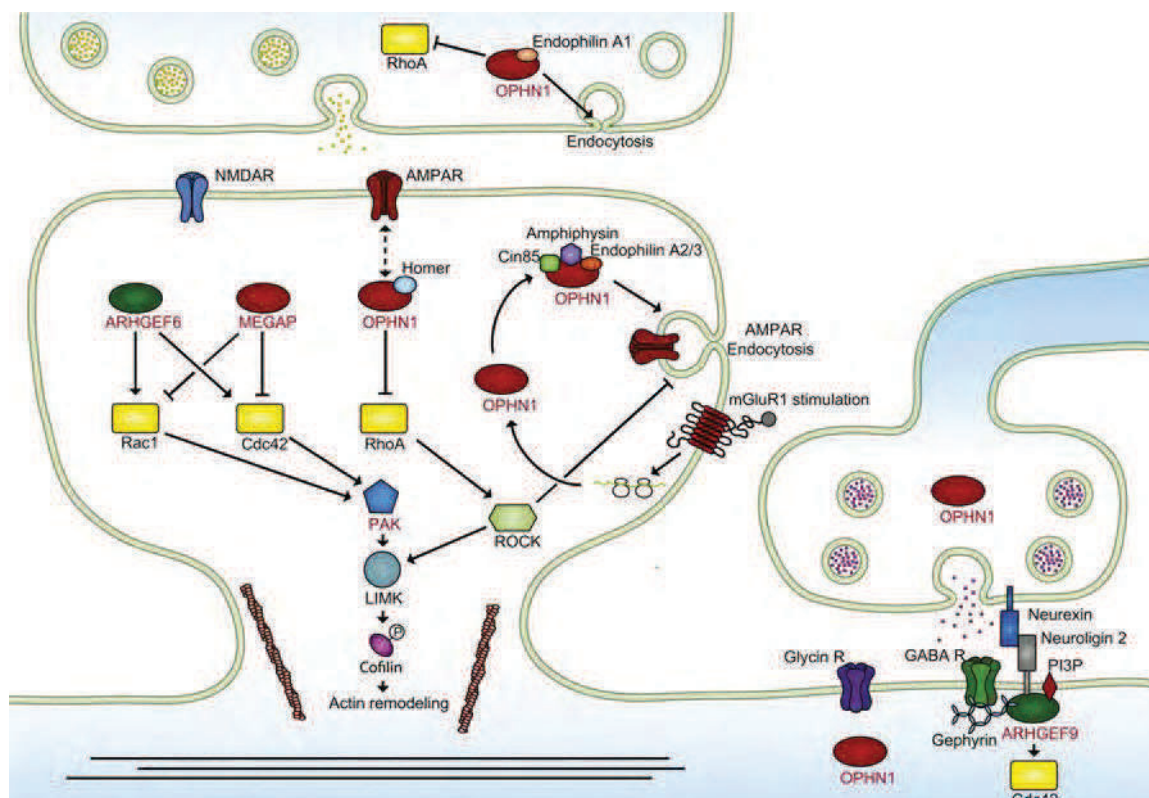 Endophilin A1
RhoA
OPHN1
Endocytosis
NMDAR
AMPAR
Amphiphysin
Cin85
Endophilin A2/3
Homer
OPHN1
ARHGEF6
MEGAP
OPHN1
AMPAR
Endocytosis
mGluR1 stimulation
OPHN1
Rac1
Cdc42
RhoA
PAK
ROCK
OPHN1
LIMK
P
Cofilin
Neurexin
Neuroligin 2
Glycin R
GABA R
PI3P
Actin remodeling
Gephyrin
ARHGEF9
OPHN1
Cdc42